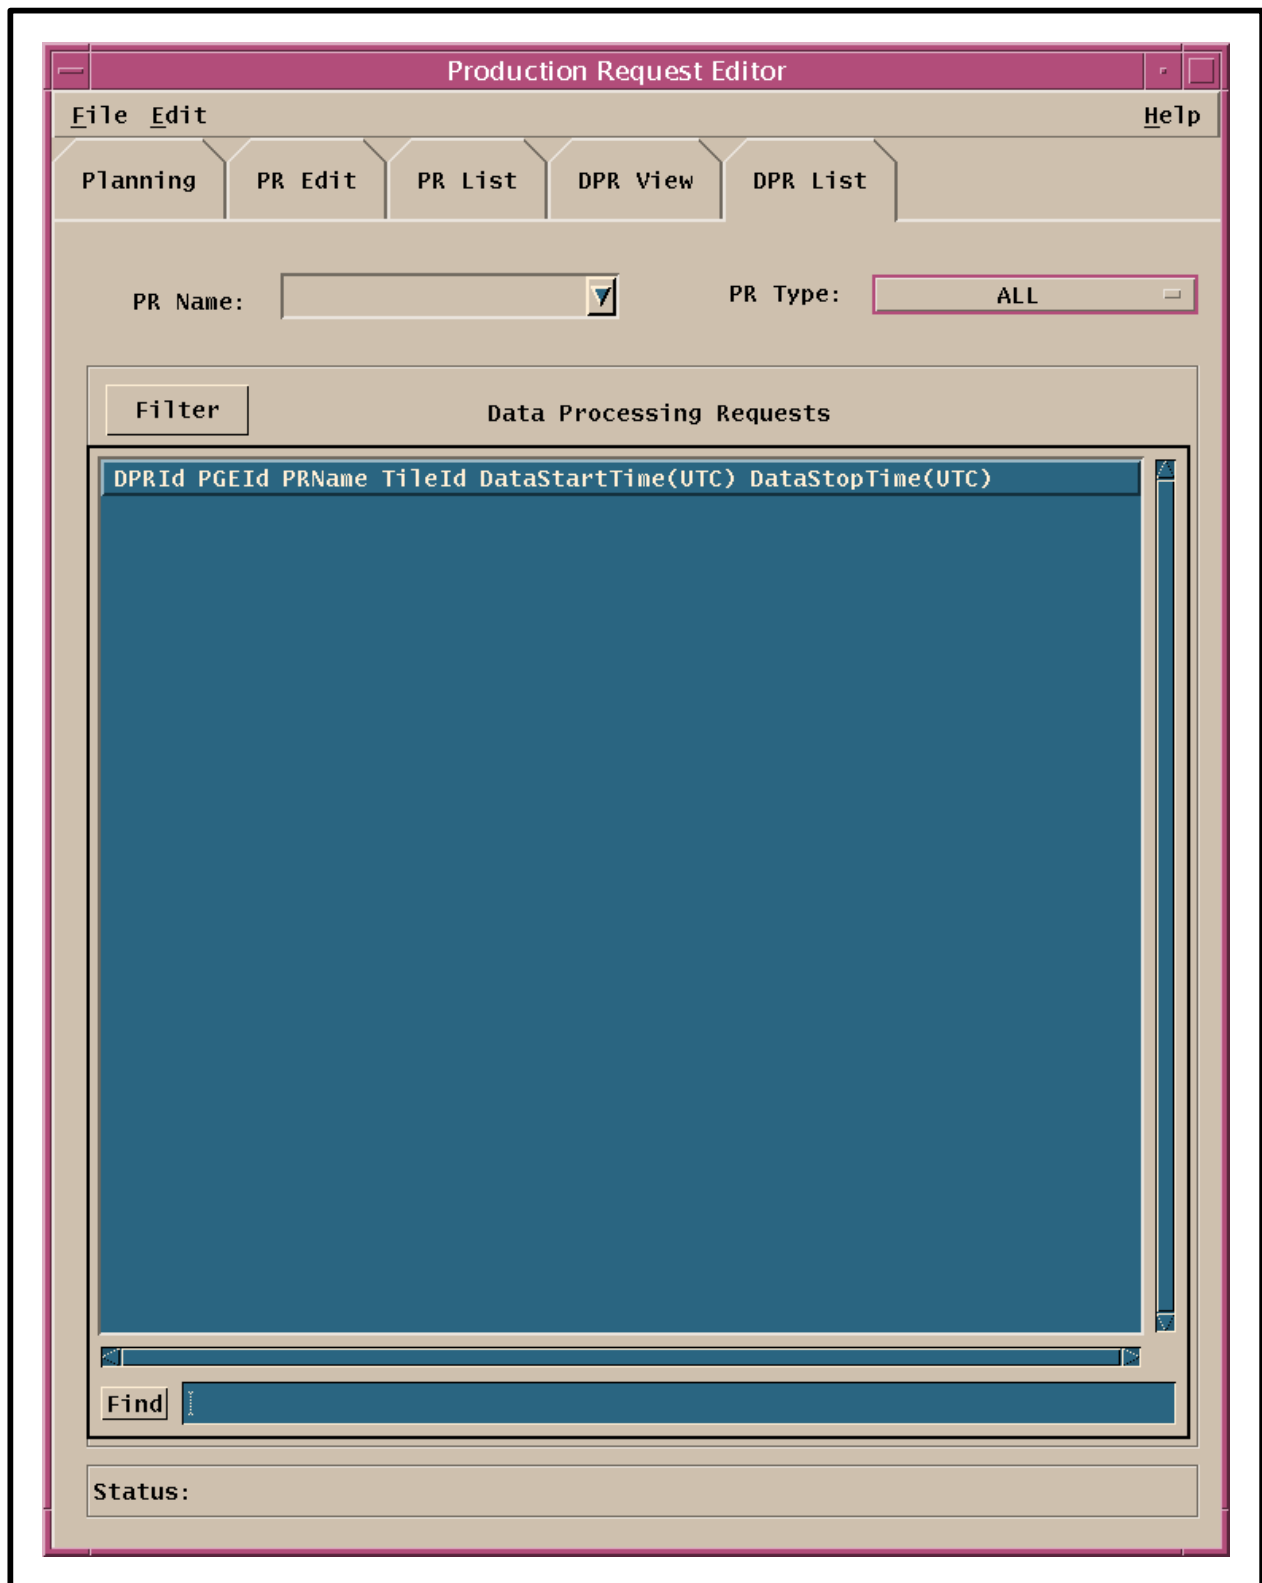 Production Request Editor
File Edit Help
Planning PR Edit PR List DPR View DPR List
PR Name: PR Type: ALL
Filter Data Processing Requests
DPRId PGEId PRName TileId DataStartTime(UTC) DataStopTime(UTC)
Find
Status: